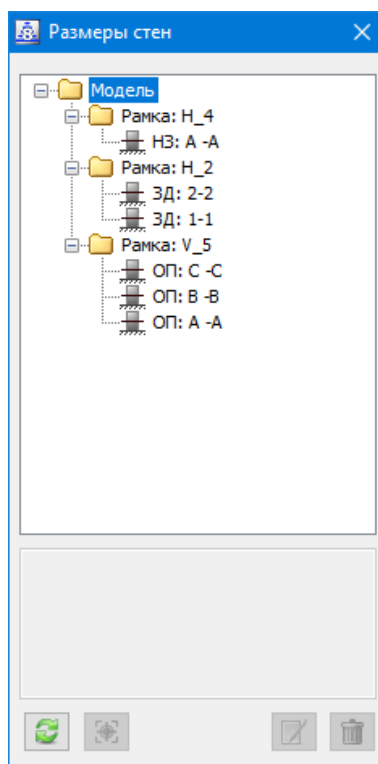 Размеры стен
Модель
Рамка: H_4
НЗ: A -A
Рамка: H_2
ЗД: 2-2
ЗД: 1-1
Рамка: V_5
ОП: C -C
ОП: B -B
ОП: A -A